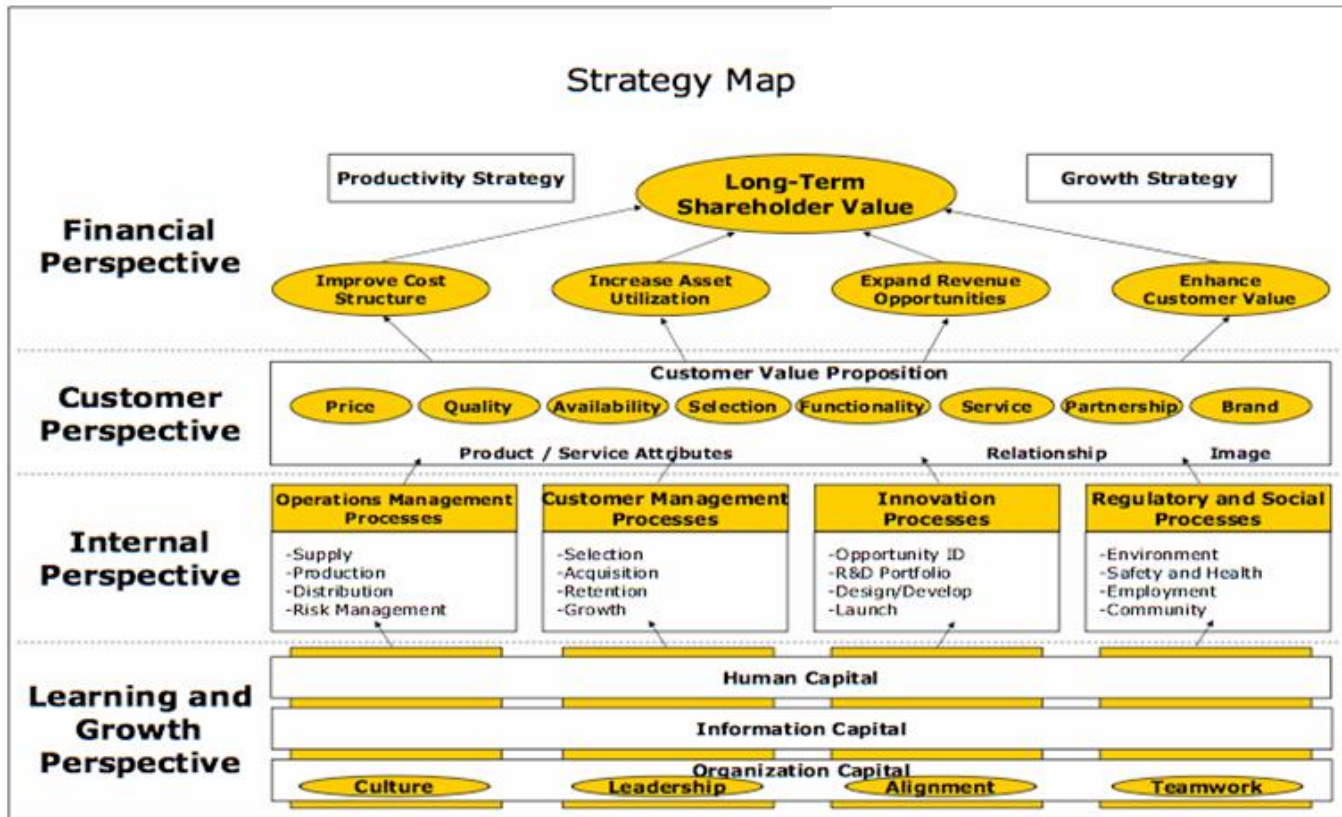 Strategy Map
Productivity Strategy
Long-Term
Shareholder Value
Growth Strategy
Financial
Perspective
Improve Cost
Structure
Increase Asset
Utilization
Expand Revenue
Opportunities
Enhance
Customer Value
Customer
Perspective
Customer Value Proposition
Price
Quality
Availability
Selection
Functionality
Service
Partnership
Brand
Product / Service Attributes
Relationship
Image
Internal
Perspective
Operations Management
Processes
-Supply
-Production
-Distribution
-Risk Management
Customer Management
Processes
-Selection
-Acquisition
-Retention
-Growth
Innovation
Processes
-Opportunity ID
-R&D Portfolio
-Design/Develop
-Launch
Regulatory and Social
Processes
-Environment
-Safety and Health
-Employment
-Community
Learning and
Growth
Perspective
Human Capital
Information Capital
Organization Capital
Culture
Leadership
Alignment
Teamwork